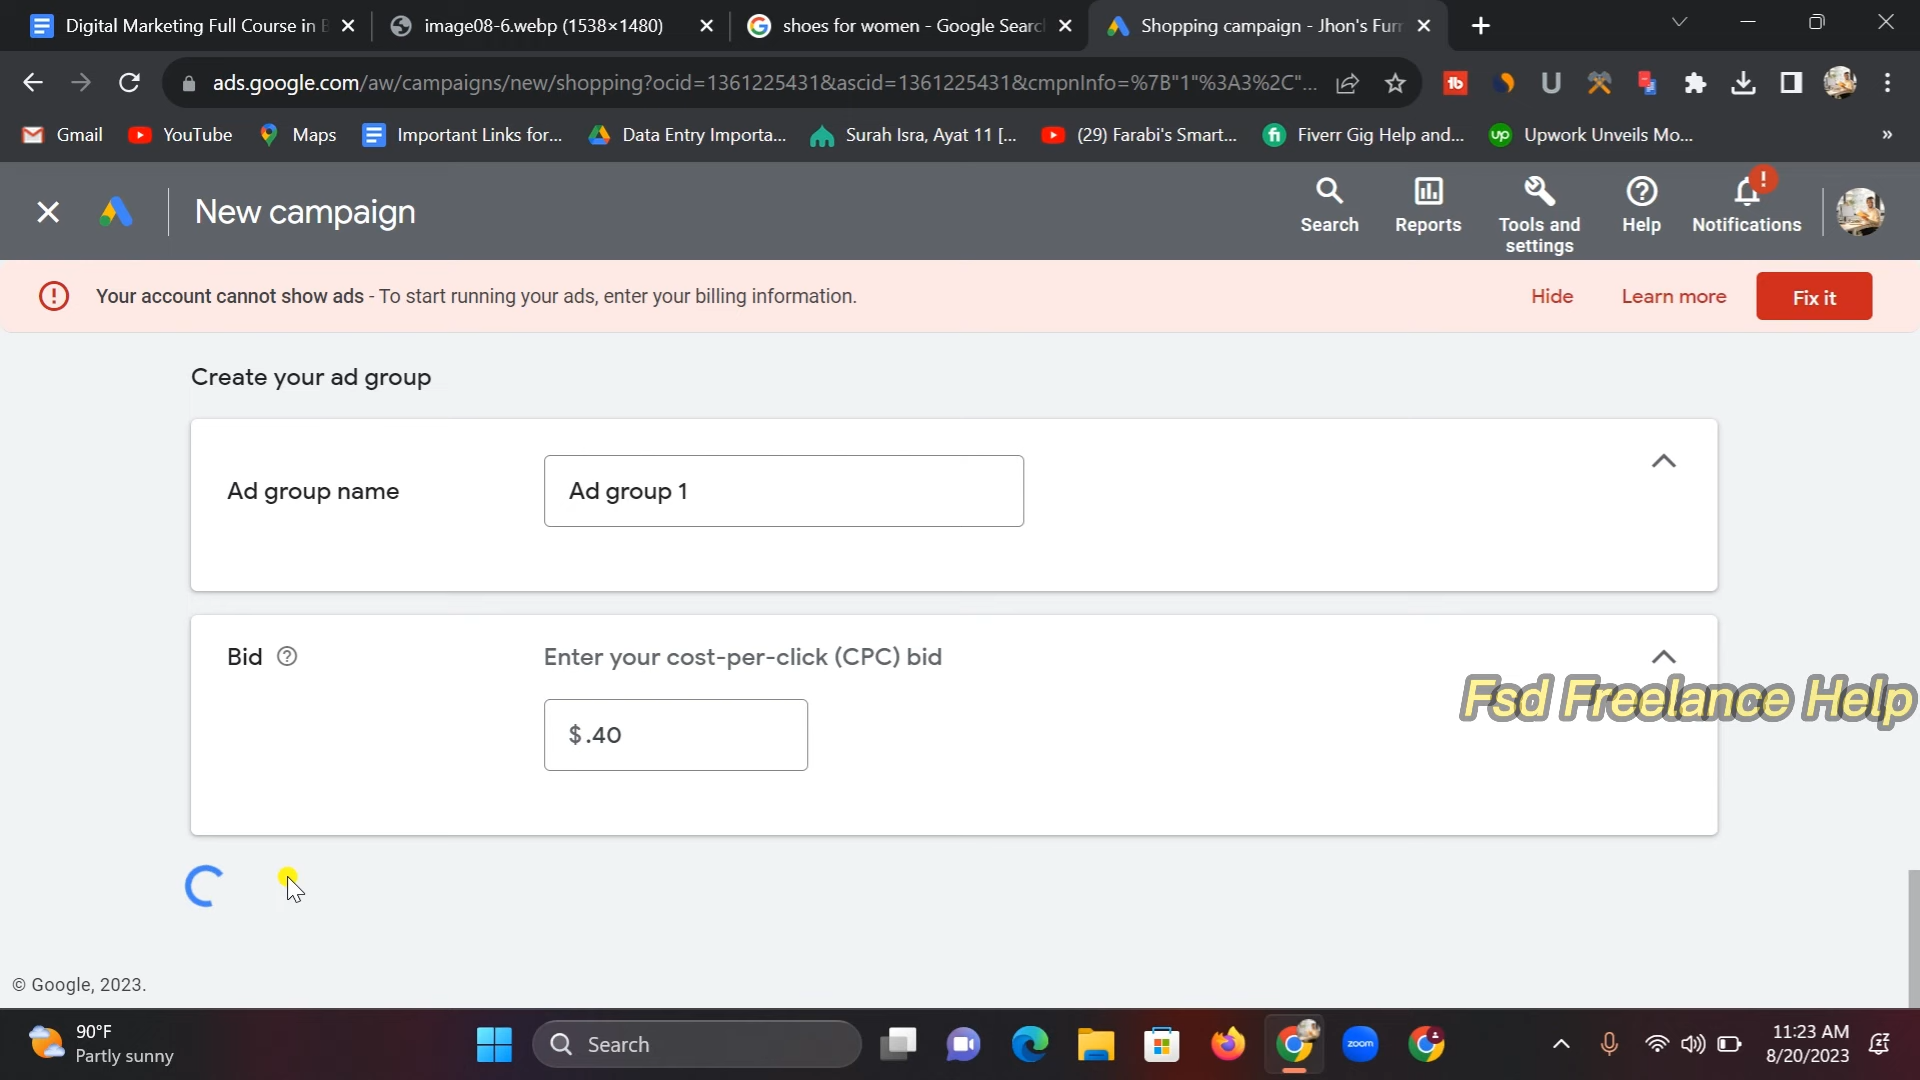 Digital Marketing Full Course in B
image08-6.webp (1538×1480)
shoes for women - Google Searc
Shopping campaign - Jhon's Furr
ads.google.com/aw/campaigns/new/shopping?ocid=1361225431&ascid=1361225431&cmpnInfo=%7B"1"%3A3%2C"...
Gmail
YouTube
Maps
Important Links for...
Data Entry Importa...
Surah Isra, Ayat 11 [...
(29) Farabi's Smart...
Fiverr Gig Help and...
Upwork Unveils Mo...
»
New campaign
Search
Reports
Tools and
settings
Help
Notifications
Your account cannot show ads - To start running your ads, enter your billing information.
Hide
Learn more
Fix it
Create your ad group
Ad group name
Ad group 1
Bid
Enter your cost-per-click (CPC) bid
$ .40
Fsd Freelance Help
© Google, 2023.
90°F
Partly sunny
Search
zoom
11:23 AM
8/20/2023